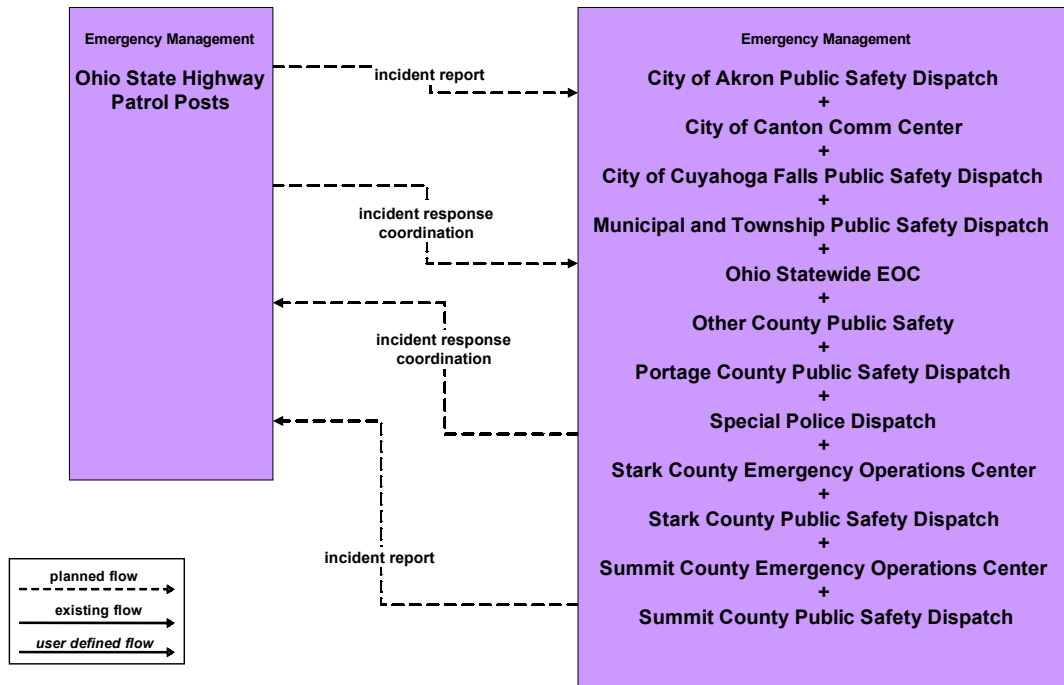 Emergency Management
Ohio State Highway
Patrol Posts
incident report
incident response
coordination
incident response
coordination
incident report
Emergency Management
City of Akron Public Safety Dispatch
+
City of Canton Comm Center
+
City of Cuyahoga Falls Public Safety Dispatch
+
Municipal and Township Public Safety Dispatch
+
Ohio Statewide EOC
+
Other County Public Safety
+
Portage County Public Safety Dispatch
+
Special Police Dispatch
+
Stark County Emergency Operations Center
+
Stark County Public Safety Dispatch
+
Summit County Emergency Operations Center
+
Summit County Public Safety Dispatch
planned flow
existing flow
user defined flow